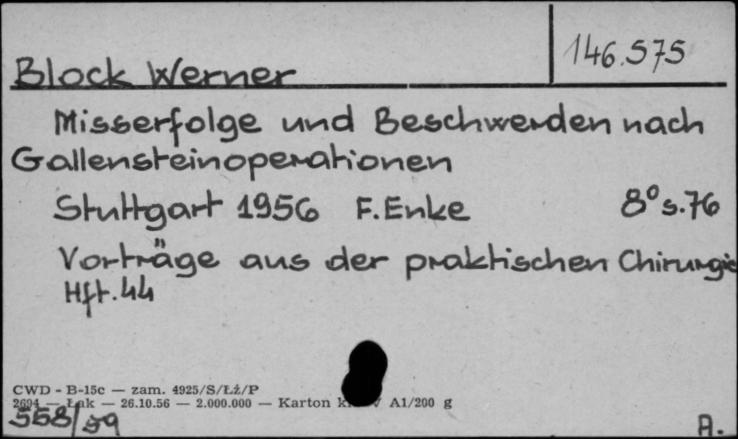 146.575
Block Werner
Misserfolge und Beschwerden nach
Gallensteinoperationen
Stuttgart 1956 F. Enke 8° s. 76
Vorträge aus der praktischen Chirurgie
Hft. 44
CWD - B-15c — zam. 4925/S/Łż/P
2694 — Łak — 26.10.56 — 2.000.000 — Karton A1/200 g
558/59
A.